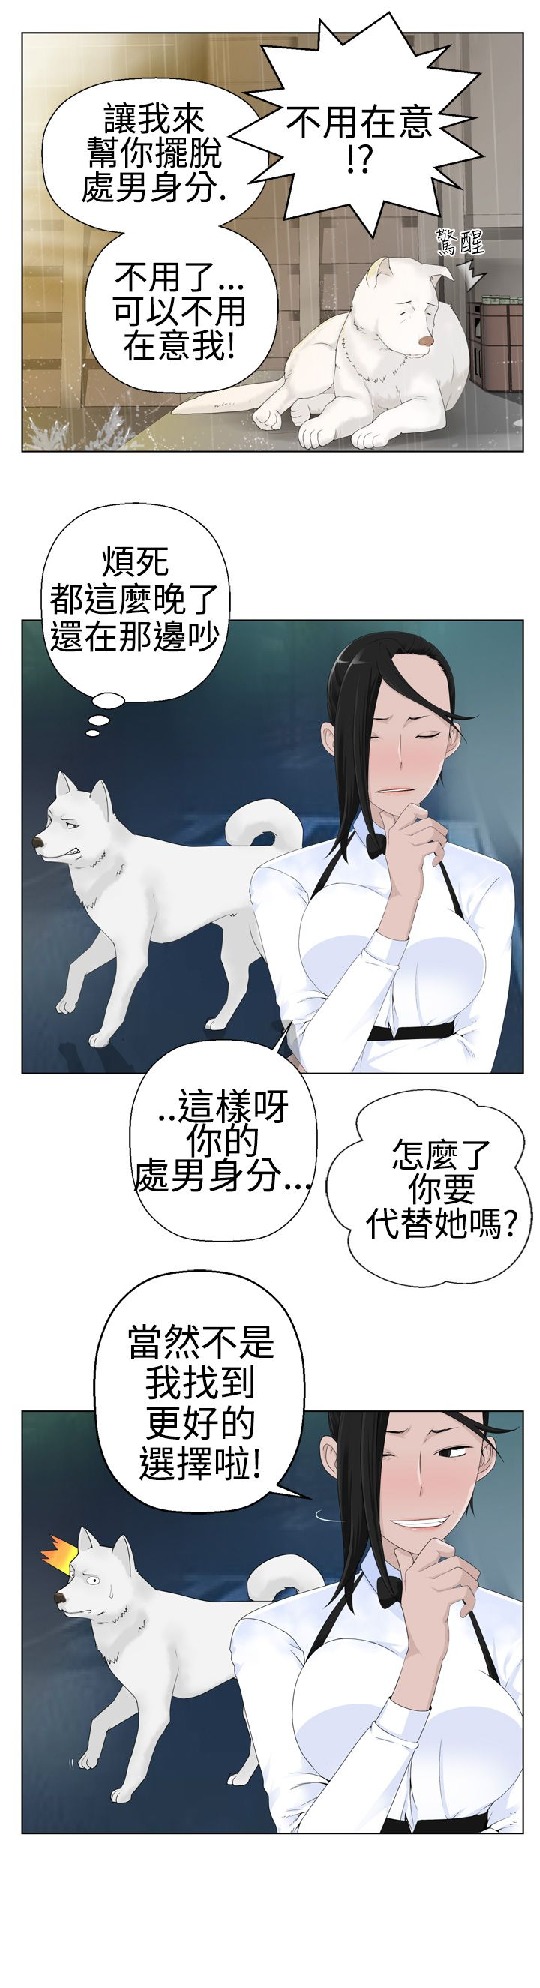 讓我來
幫你擺脫
處男身分.
不用在意
!?
驚醒
不用了...
可以不用
在意我!
煩死
都這麼晚了
還在那邊吵
..這樣呀
你的
處男身分...
怎麼了
你要
代替她嗎?
當然不是
我找到
更好的
選擇啦!